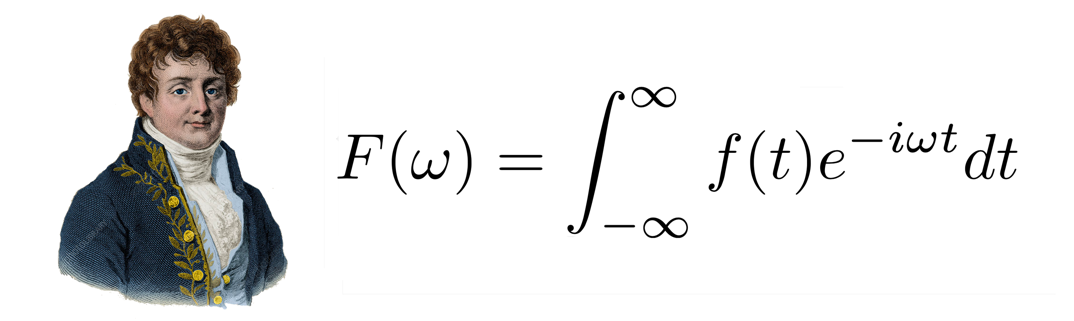 F(ω) = ∫_{-∞}^{∞} f(t)e^{-iωt}dt